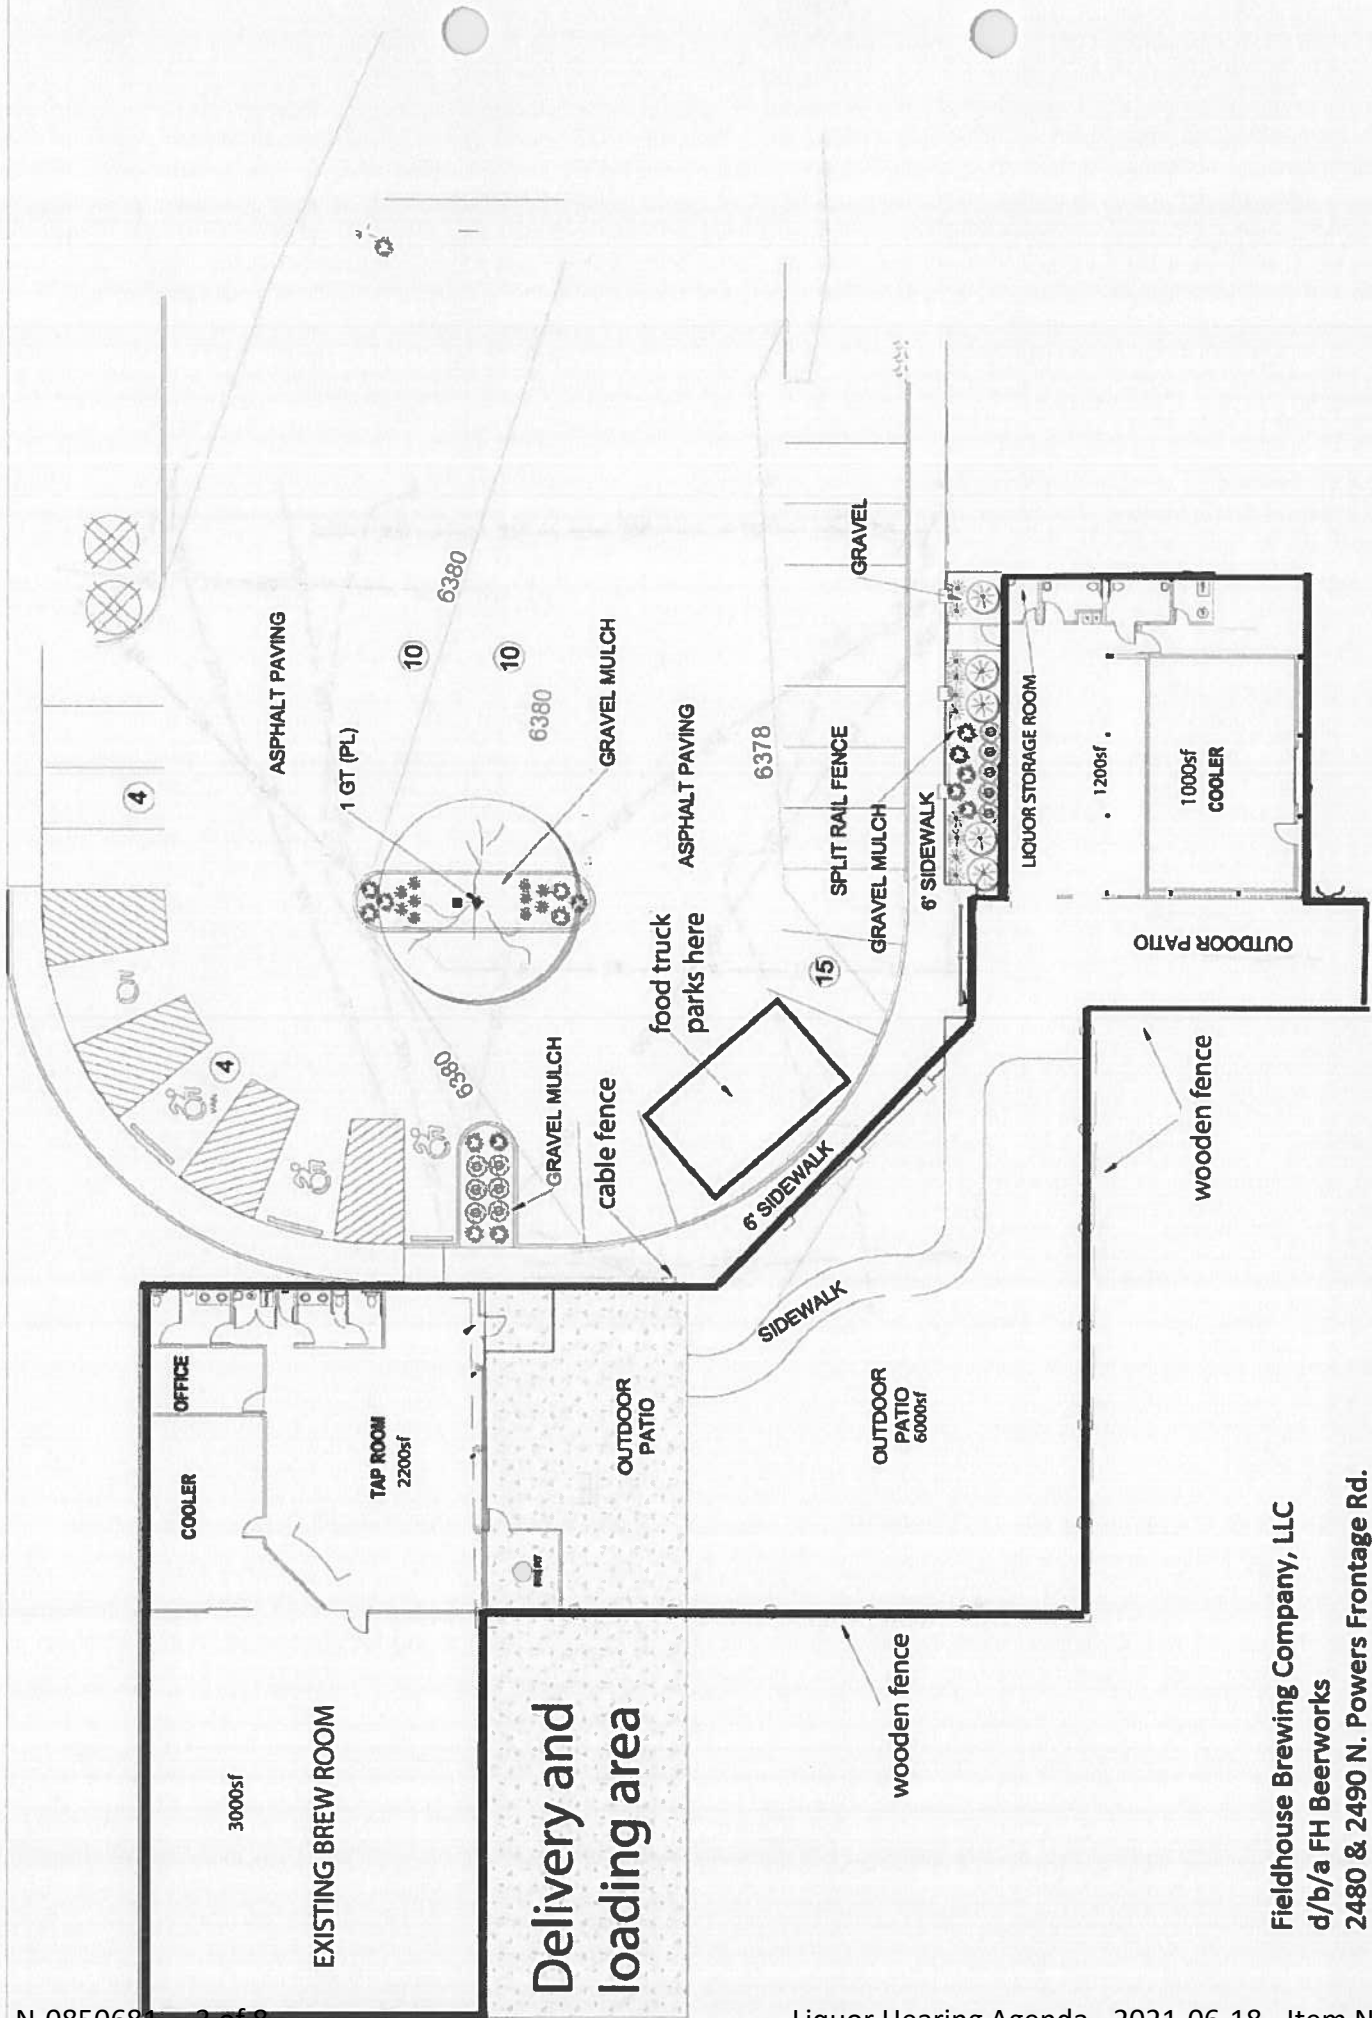 ASPHALT PAVING
1 GT (PL)
6380
10
10
6380
GRAVEL MULCH
ASPHALT PAVING
6378
GRAVEL
4
4
6380
GRAVEL MULCH
cable fence
food truck
parks here
15
SPLIT RAIL FENCE
GRAVEL MULCH
6' SIDEWALK
LIQUOR STORAGE ROOM
1200sf
1000sf
COOLER
OUTDOOR PATIO
wooden fence
6' SIDEWALK
SIDEWALK
OFFICE
COOLER
TAP ROOM
2200sf
OUTDOOR
PATIO
OUTDOOR
PATIO
6000sf
3000sf
EXISTING BREW ROOM
Delivery and
loading area
wooden fence
Fieldhouse Brewing Company, LLC
d/b/a FH Beerworks
2480 & 2490 N. Powers Frontage Rd.
Liquor Hearing Agenda - 2021-06-18 - Item N